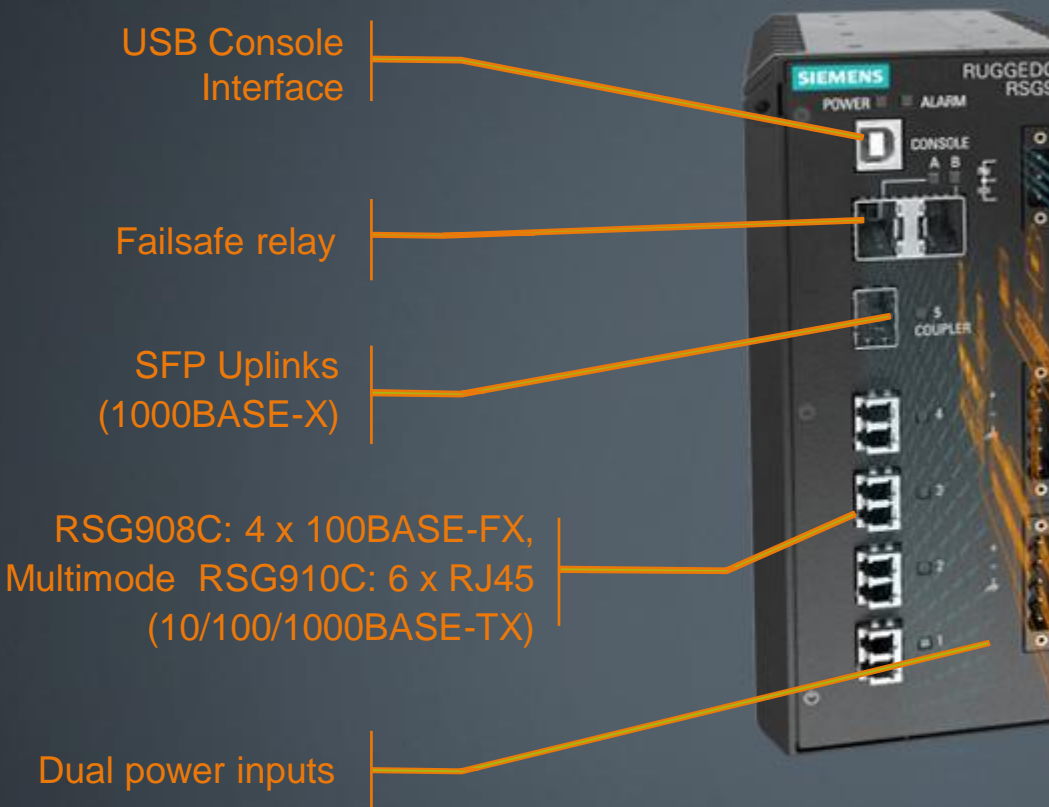 USB Console
Interface
Failsafe relay
SFP Uplinks
(1000BASE-X)
RSG908C: 4 x 100BASE-FX,
Multimode RSG910C: 6 x RJ45
(10/100/1000BASE-TX)
Dual power inputs
SIEMENS
RUGGEDC
RSG9
POWER
ALARM
CONSOLE
A B
5
COUPLER
4
3
2
1